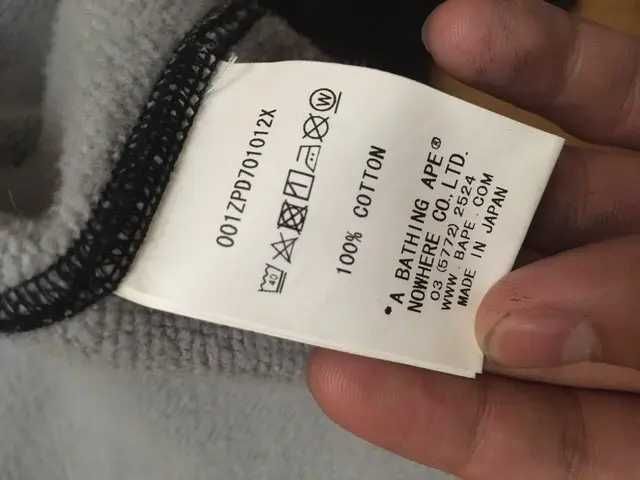 001ZPD701012X
40 W
100% COTTON
•A BATHING APE®
NOWHERE CO., LTD.
03 (5772) 2524
WWW.BAPE.COM
MADE IN JAPAN